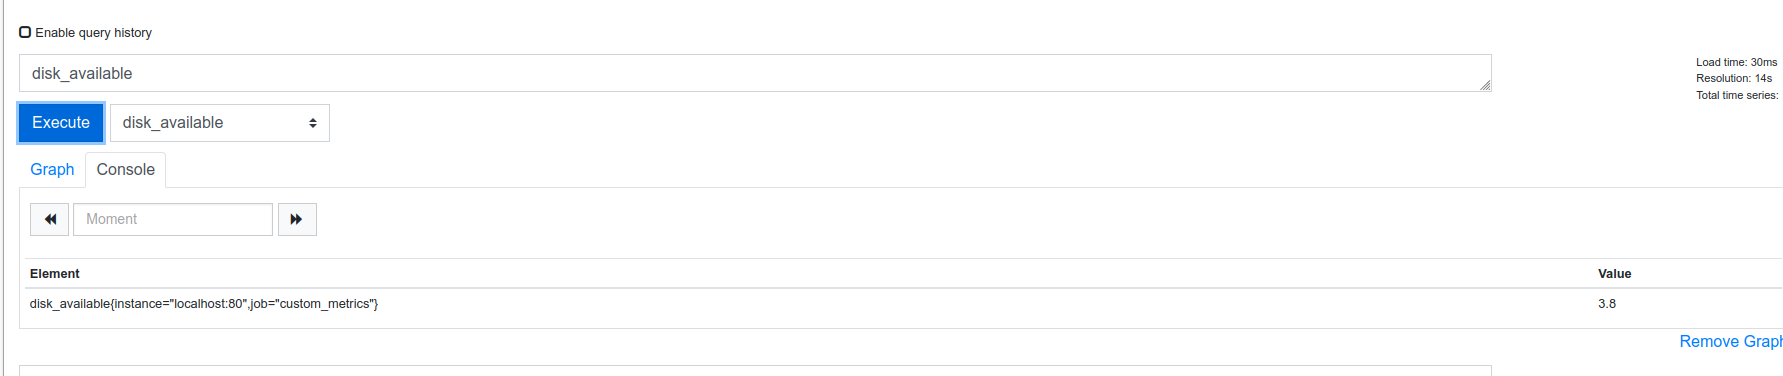 Enable query history
disk_available
Load time: 30ms
Resolution: 14s
Total time series:
Execute
disk_available
Graph
Console
Moment
Element Value
disk_available{instance="localhost:80",job="custom_metrics"} 3.8
Remove Graph